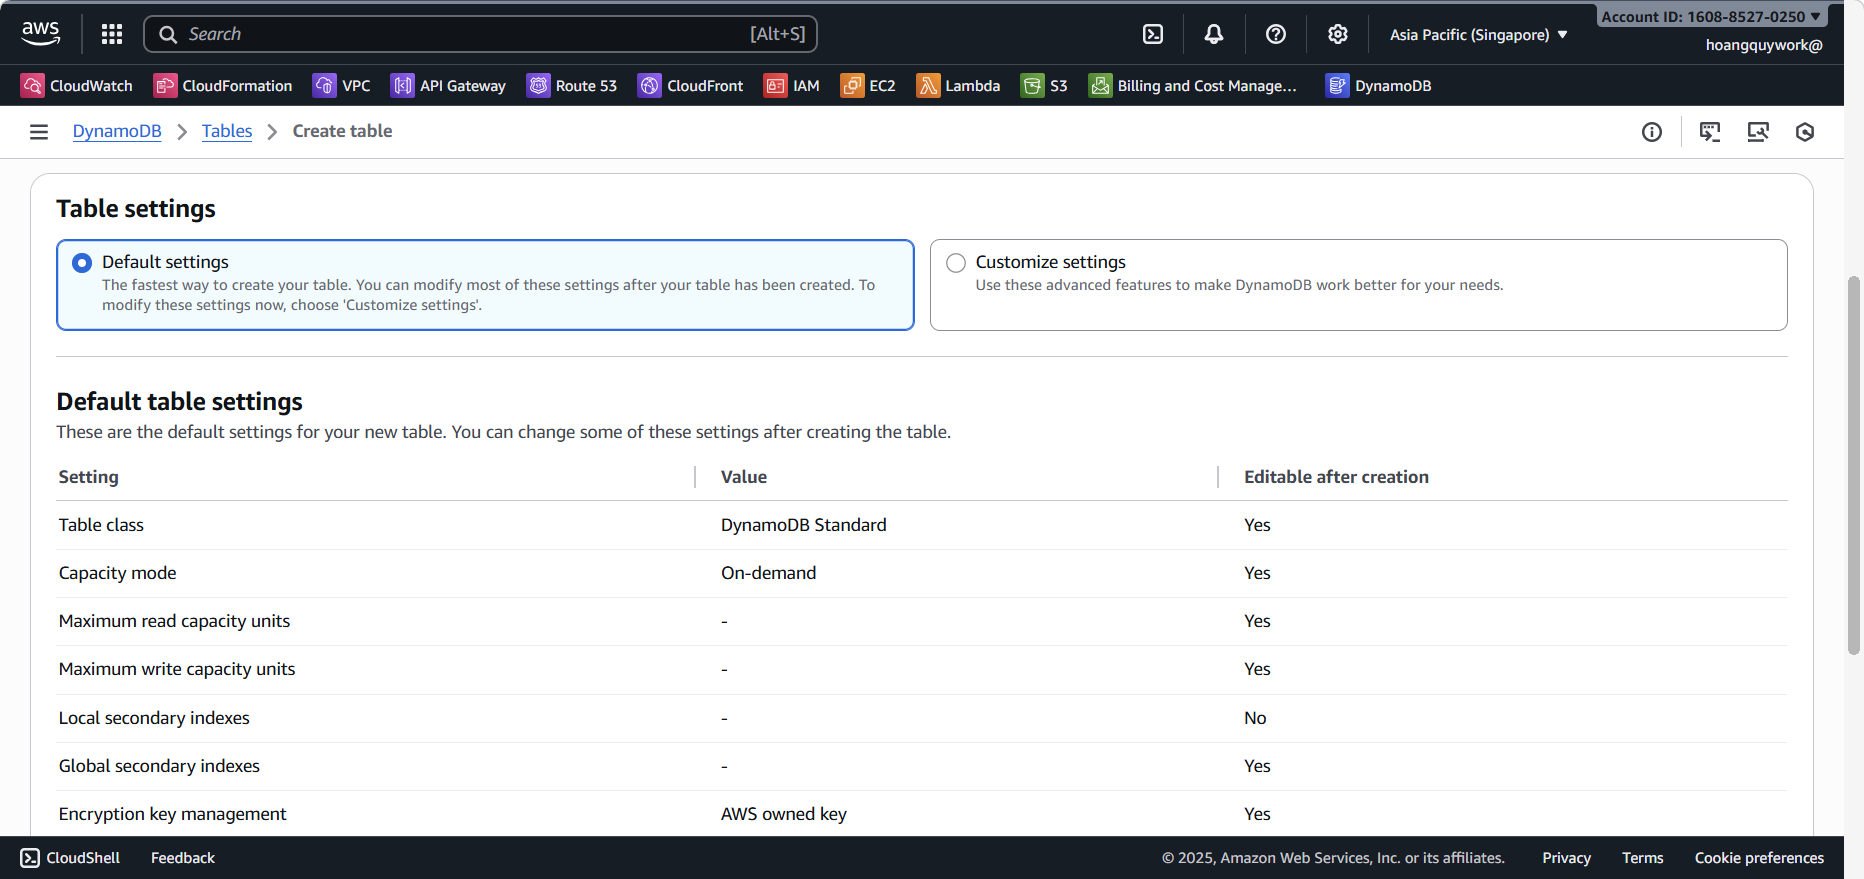 aws
Search
[Alt+S]
Asia Pacific (Singapore)
Account ID: 1608-8527-0250
hoangquywork@
CloudWatch
CloudFormation
VPC
API Gateway
Route 53
CloudFront
IAM
EC2
Lambda
S3
Billing and Cost Manage...
DynamoDB
DynamoDB
Tables
Create table
Table settings
Default settings
The fastest way to create your table. You can modify most of these settings after your table has been created. To
modify these settings now, choose 'Customize settings'.
Customize settings
Use these advanced features to make DynamoDB work better for your needs.
Default table settings
These are the default settings for your new table. You can change some of these settings after creating the table.
Setting Value Editable after creation
Table class DynamoDB Standard Yes
Capacity mode On-demand Yes
Maximum read capacity units - Yes
Maximum write capacity units - Yes
Local secondary indexes - No
Global secondary indexes - Yes
Encryption key management AWS owned key Yes
CloudShell
Feedback
© 2025, Amazon Web Services, Inc. or its affiliates.
Privacy
Terms
Cookie preferences